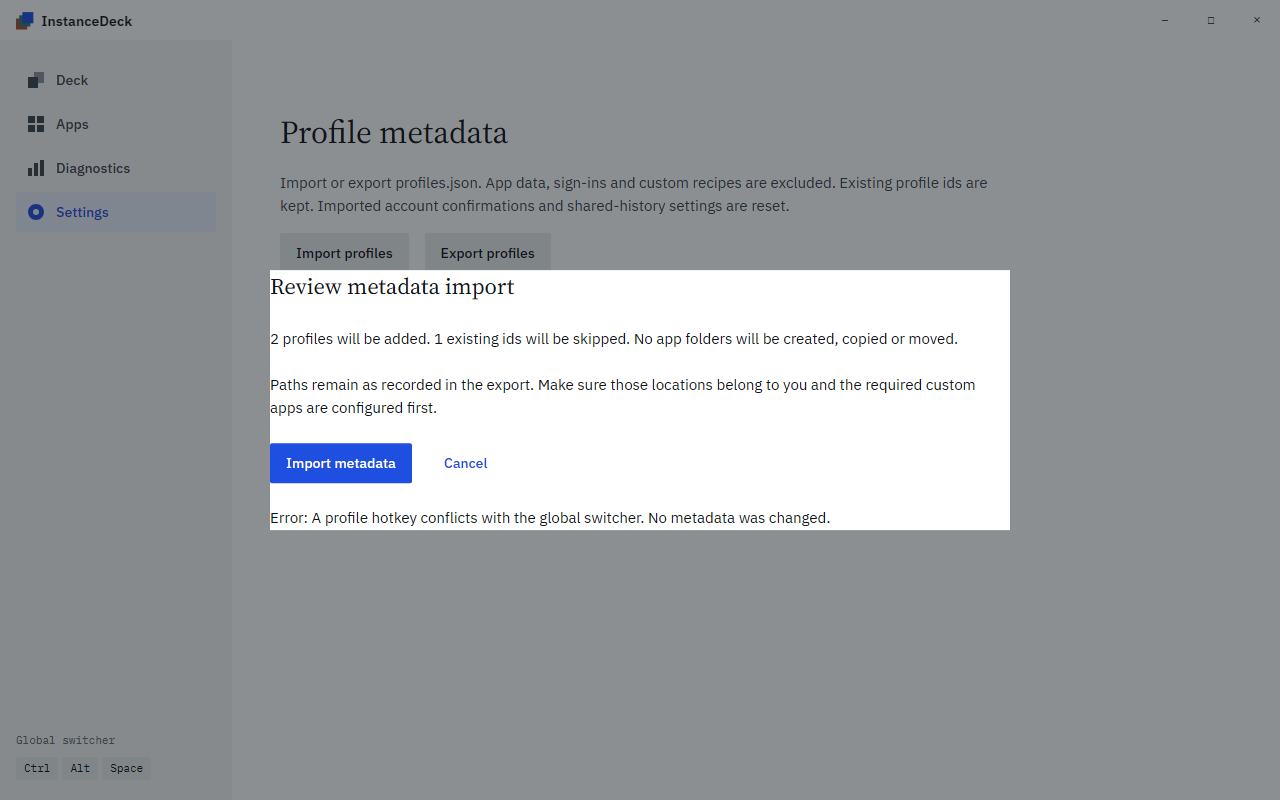 InstanceDeck
Deck
Apps
Diagnostics
Settings
Profile metadata
Import or export profiles.json. App data, sign-ins and custom recipes are excluded. Existing profile ids are
kept. Imported account confirmations and shared-history settings are reset.
Import profiles Export profiles
Review metadata import
2 profiles will be added. 1 existing ids will be skipped. No app folders will be created, copied or moved.
Paths remain as recorded in the export. Make sure those locations belong to you and the required custom
apps are configured first.
Import metadata Cancel
Error: A profile hotkey conflicts with the global switcher. No metadata was changed.
Global switcher
Ctrl Alt Space